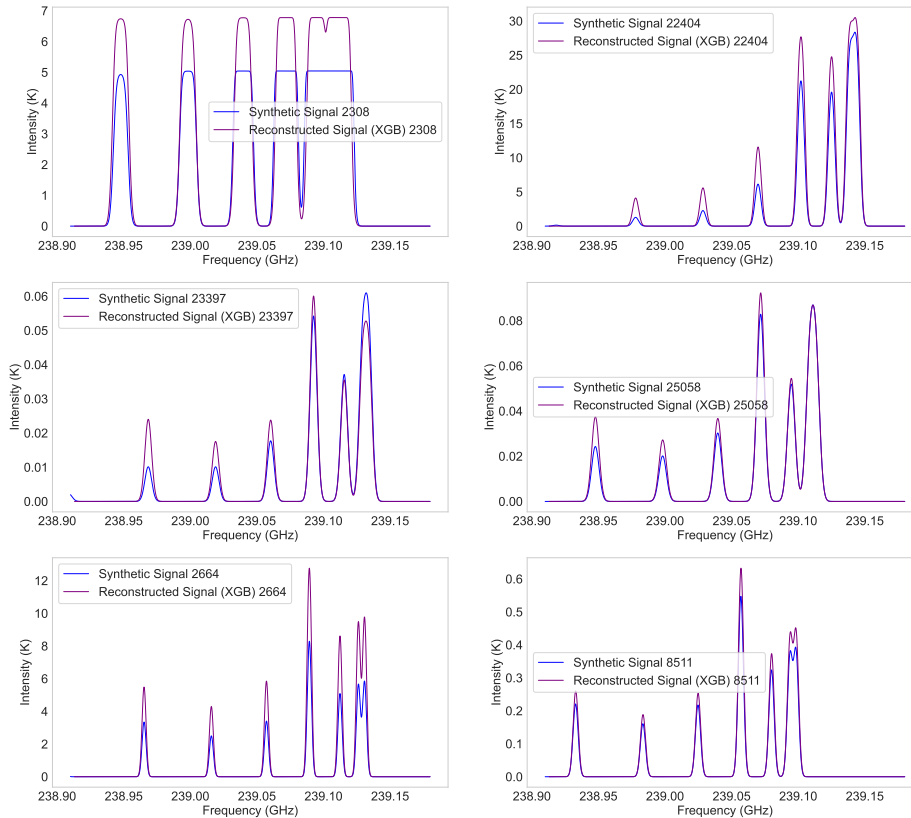 7
6
5
4
3
2
1
0
Intensity (K)
Synthetic Signal 2308
Reconstructed Signal (XGB) 2308
238.90 238.95 239.00 239.05 239.10 239.15
Frequency (GHz)
30
25
20
15
10
5
0
Intensity (K)
Synthetic Signal 22404
Reconstructed Signal (XGB) 22404
238.90 238.95 239.00 239.05 239.10 239.15
Frequency (GHz)
0.06
0.05
0.04
0.03
0.02
0.01
0.00
Intensity (K)
Synthetic Signal 23397
Reconstructed Signal (XGB) 23397
238.90 238.95 239.00 239.05 239.10 239.15
Frequency (GHz)
0.08
0.06
0.04
0.02
0.00
Intensity (K)
Synthetic Signal 25058
Reconstructed Signal (XGB) 25058
238.90 238.95 239.00 239.05 239.10 239.15
Frequency (GHz)
12
10
8
6
4
2
0
Intensity (K)
Synthetic Signal 2664
Reconstructed Signal (XGB) 2664
238.90 238.95 239.00 239.05 239.10 239.15
Frequency (GHz)
0.6
0.5
0.4
0.3
0.2
0.1
0.0
Intensity (K)
Synthetic Signal 8511
Reconstructed Signal (XGB) 8511
238.90 238.95 239.00 239.05 239.10 239.15
Frequency (GHz)